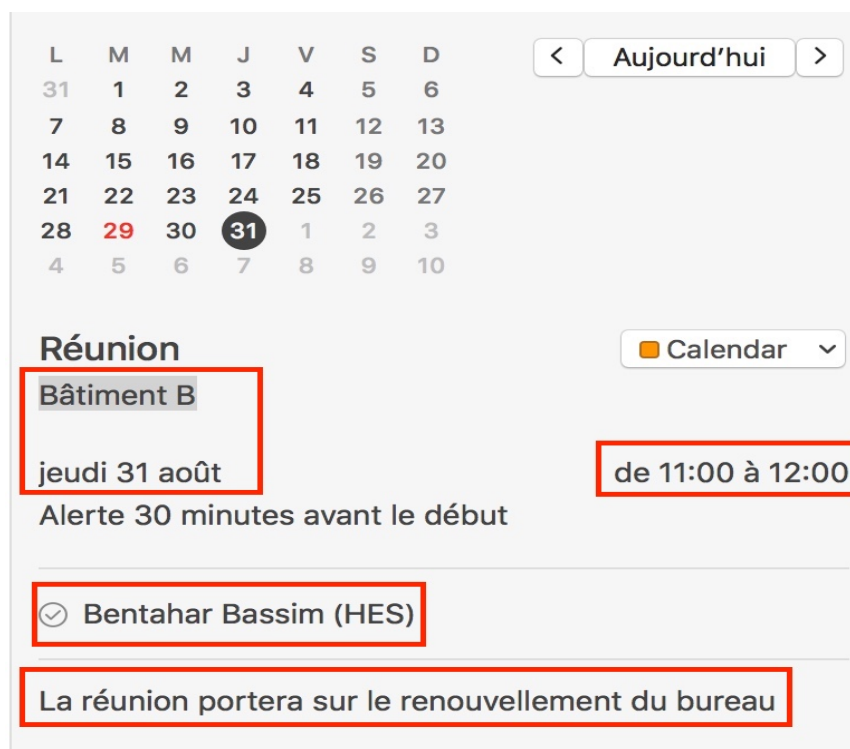 L M M J V S D < Aujourd'hui >
31 1 2 3 4 5 6
7 8 9 10 11 12 13
14 15 16 17 18 19 20
21 22 23 24 25 26 27
28 29 30 31 1 2 3
4 5 6 7 8 9 10
Réunion Calendar
Bâtiment B
jeudi 31 août de 11:00 à 12:00
Alerte 30 minutes avant le début
Bentahar Bassim (HES)
La réunion portera sur le renouvellement du bureau